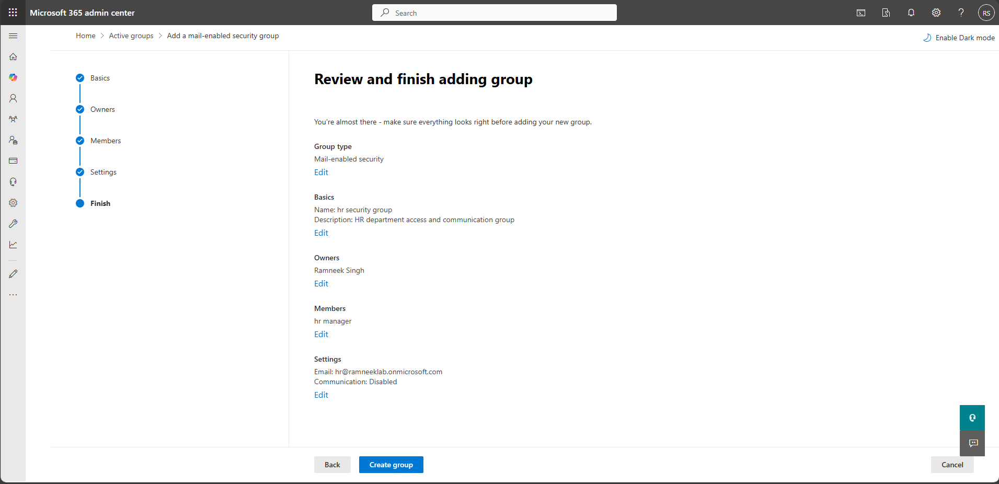 Microsoft 365 admin center
Search
RS
Home > Active groups > Add a mail-enabled security group
Enable Dark mode
Basics
Owners
Members
Settings
Finish
Review and finish adding group
You're almost there - make sure everything looks right before adding your new group.
Group type
Mail-enabled security
Edit
Basics
Name: hr security group
Description: HR department access and communication group
Edit
Owners
Ramneek Singh
Edit
Members
hr manager
Edit
Settings
Email: hr@ramneeklab.onmicrosoft.com
Communication: Disabled
Edit
Back
Create group
Cancel